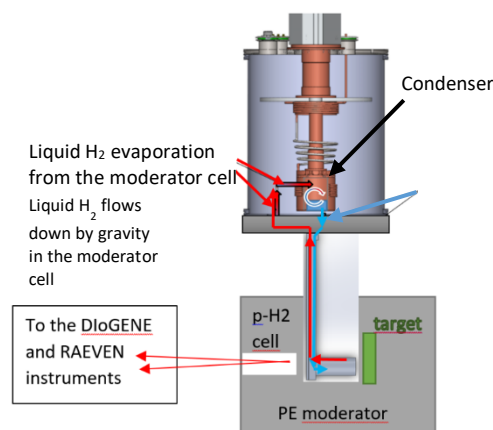 Condenser
Liquid H₂ evaporation
from the moderator cell
Liquid H₂ flows
down by gravity
in the moderator
cell
To the DIoGENE
and RAEVEN
instruments
p-H2
cell
target
PE moderator